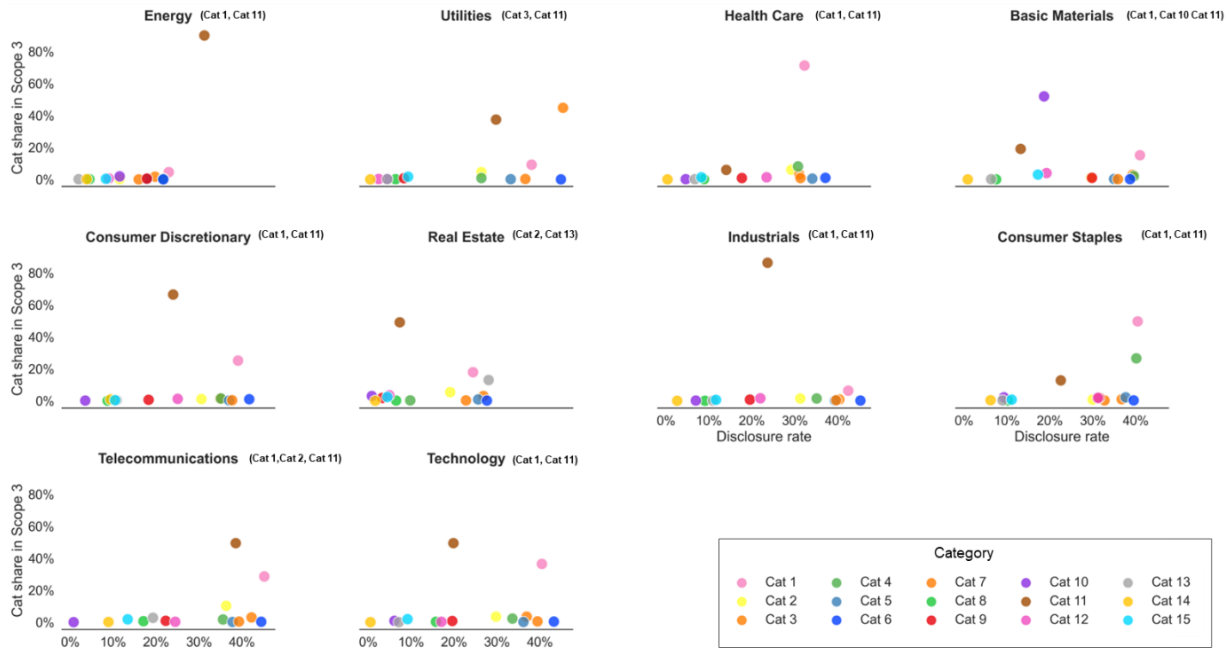 Energy (Cat 1, Cat 11)
Utilities (Cat 3, Cat 11)
Health Care (Cat 1, Cat 11)
Basic Materials (Cat 1, Cat 10 Cat 11)
Cat share in Scope 3
80%
60%
40%
20%
0%
Consumer Discretionary (Cat 1, Cat 11)
Real Estate (Cat 2, Cat 13)
Industrials (Cat 1, Cat 11)
Consumer Staples (Cat 1, Cat 11)
Cat share in Scope 3
80%
60%
40%
20%
0%
0% 10% 20% 30% 40%
Disclosure rate
0% 10% 20% 30% 40%
Disclosure rate
Telecommunications (Cat 1,Cat 2, Cat 11)
Technology (Cat 1, Cat 11)
Cat share in Scope 3
80%
60%
40%
20%
0%
0% 10% 20% 30% 40%
0% 10% 20% 30% 40%
Category
Cat 1 Cat 4 Cat 7 Cat 10 Cat 13
Cat 2 Cat 5 Cat 8 Cat 11 Cat 14
Cat 3 Cat 6 Cat 9 Cat 12 Cat 15